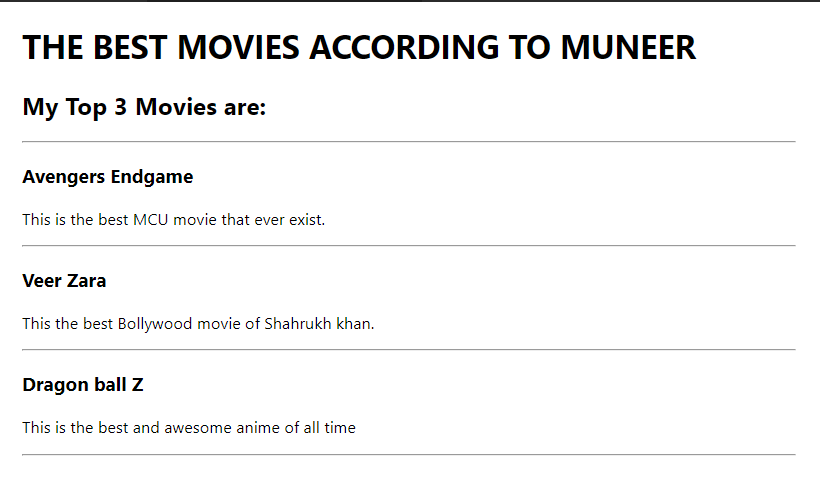 THE BEST MOVIES ACCORDING TO MUNEER
My Top 3 Movies are:
Avengers Endgame
This is the best MCU movie that ever exist.
Veer Zara
This the best Bollywood movie of Shahrukh khan.
Dragon ball Z
This is the best and awesome anime of all time